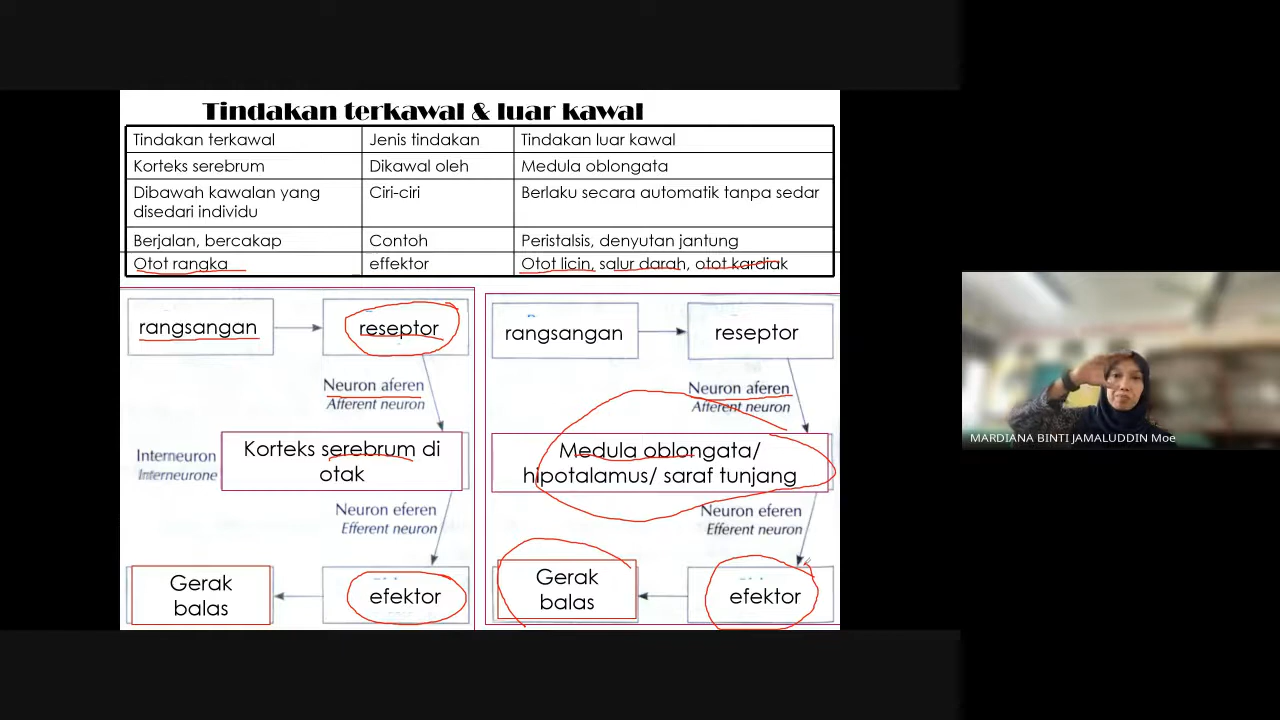 Tindakan terkawal & luar kawal
Tindakan terkawal
Jenis tindakan
Tindakan luar kawal
Korteks serebrum
Dikawal oleh
Medula oblongata
Dibawah kawalan yang
disedari individu
Ciri-ciri
Berlaku secara automatik tanpa sedar
Berjalan, bercakap
Contoh
Peristalsis, denyutan jantung
Otot rangka
effektor
Otot licin, salur darah, otot kardiak
rangsangan
reseptor
Neuron aferen
Afferent neuron
Interneuron
Interneurone
Korteks serebrum di
otak
Neuron eferen
Efferent neuron
Gerak
balas
efektor
rangsangan
reseptor
Neuron aferen
Afferent neuron
Medula oblongata/
hipotalamus/ saraf tunjang
Neuron eferen
Efferent neuron
Gerak
balas
efektor
MARDIANA BINTI JAMALUDDIN Moe